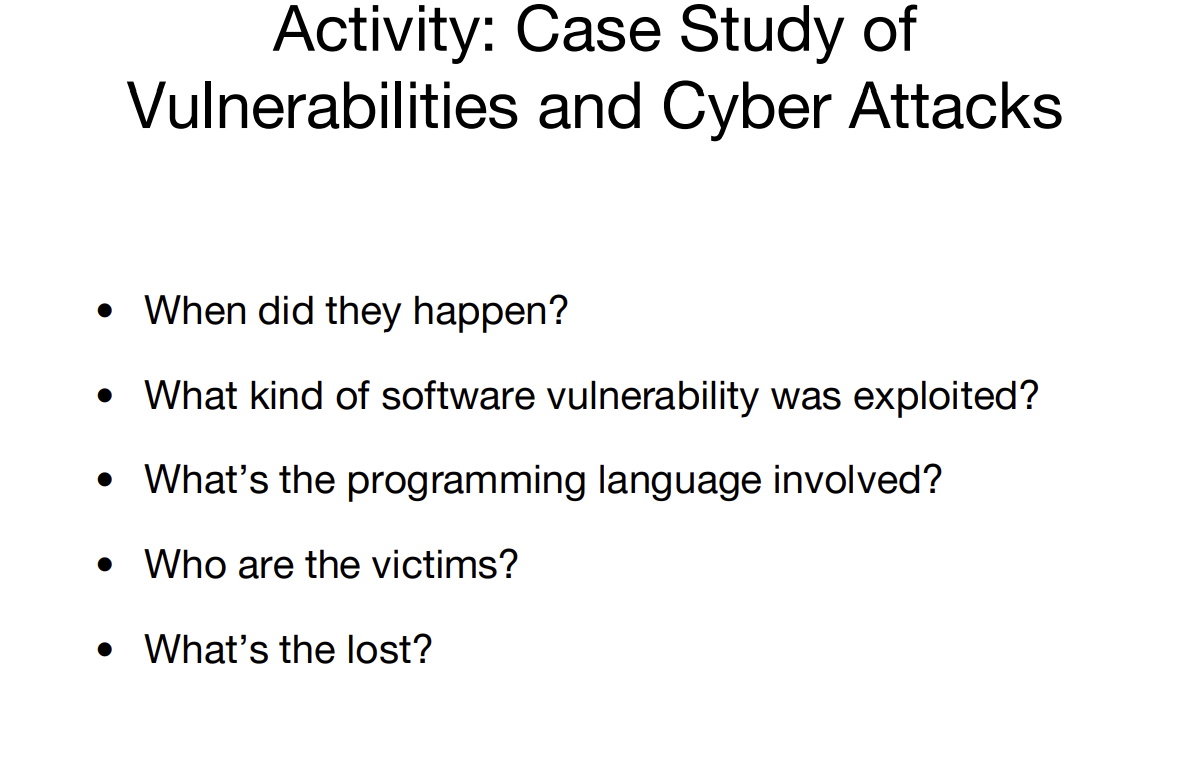 Activity: Case Study of
Vulnerabilities and Cyber Attacks
• When did they happen?
• What kind of software vulnerability was exploited?
• What’s the programming language involved?
• Who are the victims?
• What’s the lost?